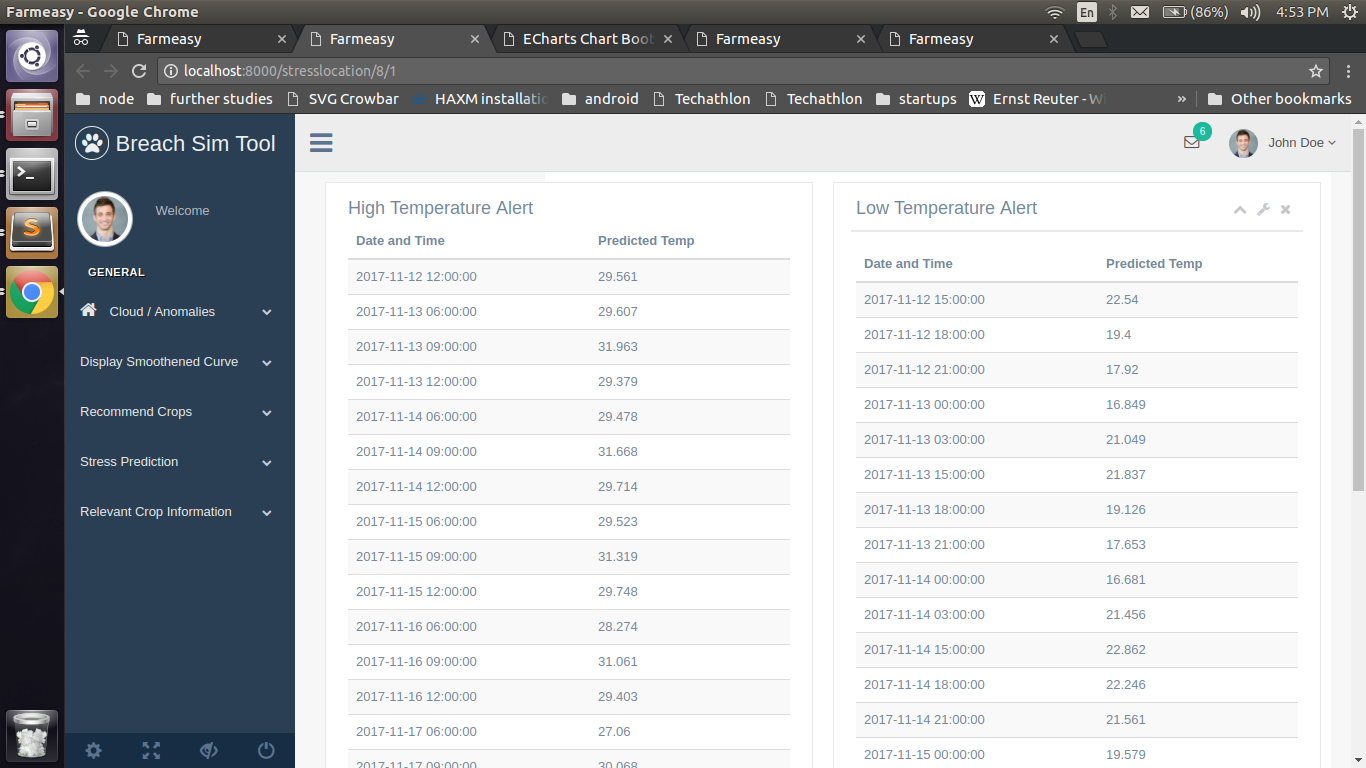 Farmeasy - Google Chrome
En
(86%)
4:53 PM
Farmeasy
Farmeasy
ECharts Chart Boot
Farmeasy
Farmeasy
localhost:8000/stresslocation/8/1
node
further studies
SVG Crowbar
HAXM installatio
android
Techathlon
Techathlon
startups
W Ernst Reuter - Wi
»
Other bookmarks
Breach Sim Tool
6
John Doe
Welcome
GENERAL
Cloud / Anomalies
Display Smoothened Curve
Recommend Crops
Stress Prediction
Relevant Crop Information
High Temperature Alert
Date and Time Predicted Temp
2017-11-12 12:00:00 29.561
2017-11-13 06:00:00 29.607
2017-11-13 09:00:00 31.963
2017-11-13 12:00:00 29.379
2017-11-14 06:00:00 29.478
2017-11-14 09:00:00 31.668
2017-11-14 12:00:00 29.714
2017-11-15 06:00:00 29.523
2017-11-15 09:00:00 31.319
2017-11-15 12:00:00 29.748
2017-11-16 06:00:00 28.274
2017-11-16 09:00:00 31.061
2017-11-16 12:00:00 29.403
2017-11-17 06:00:00 27.06
2017-11-17 09:00:00 30.068
Low Temperature Alert
Date and Time Predicted Temp
2017-11-12 15:00:00 22.54
2017-11-12 18:00:00 19.4
2017-11-12 21:00:00 17.92
2017-11-13 00:00:00 16.849
2017-11-13 03:00:00 21.049
2017-11-13 15:00:00 21.837
2017-11-13 18:00:00 19.126
2017-11-13 21:00:00 17.653
2017-11-14 00:00:00 16.681
2017-11-14 03:00:00 21.456
2017-11-14 15:00:00 22.862
2017-11-14 18:00:00 22.246
2017-11-14 21:00:00 21.561
2017-11-15 00:00:00 19.579